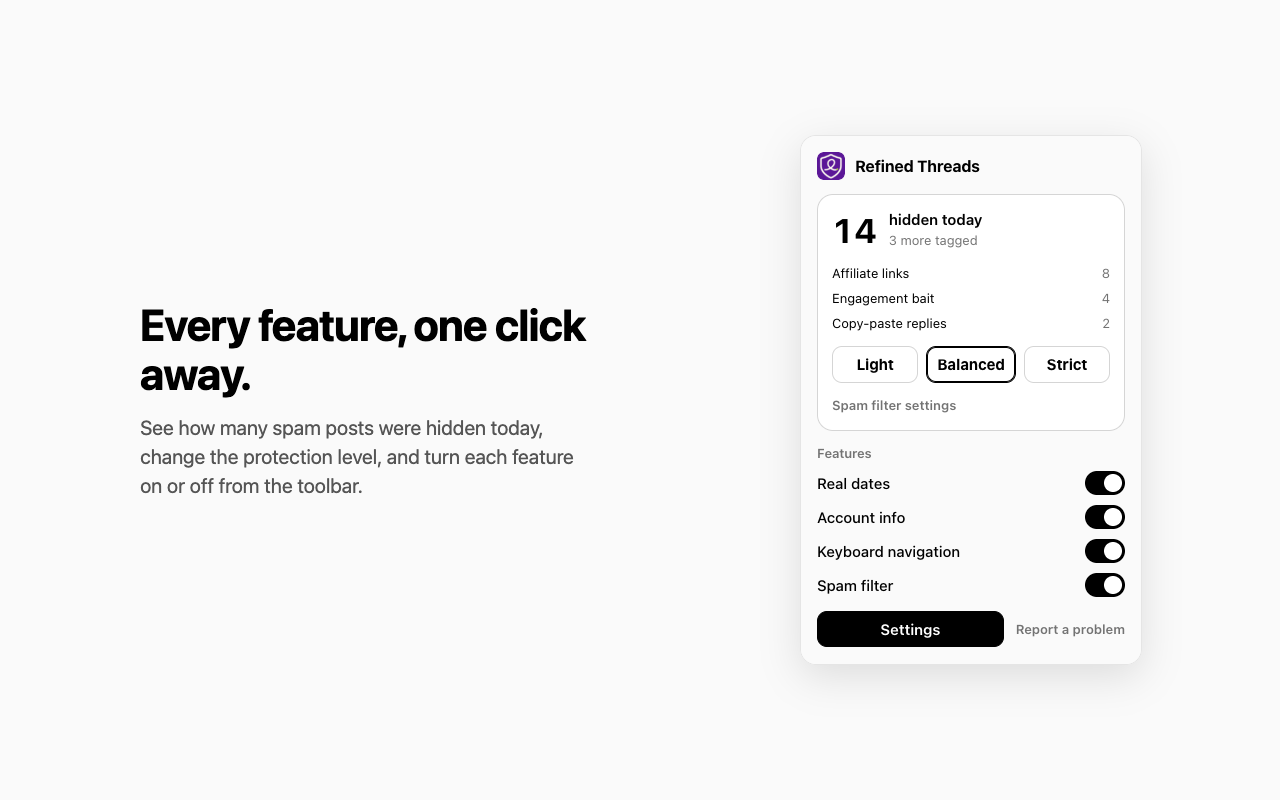 Every feature, one click
away.
See how many spam posts were hidden today,
change the protection level, and turn each feature
on or off from the toolbar.
Refined Threads
14
hidden today
3 more tagged
Affiliate links 8
Engagement bait 4
Copy-paste replies 2
Light Balanced Strict
Spam filter settings
Features
Real dates
Account info
Keyboard navigation
Spam filter
Settings Report a problem